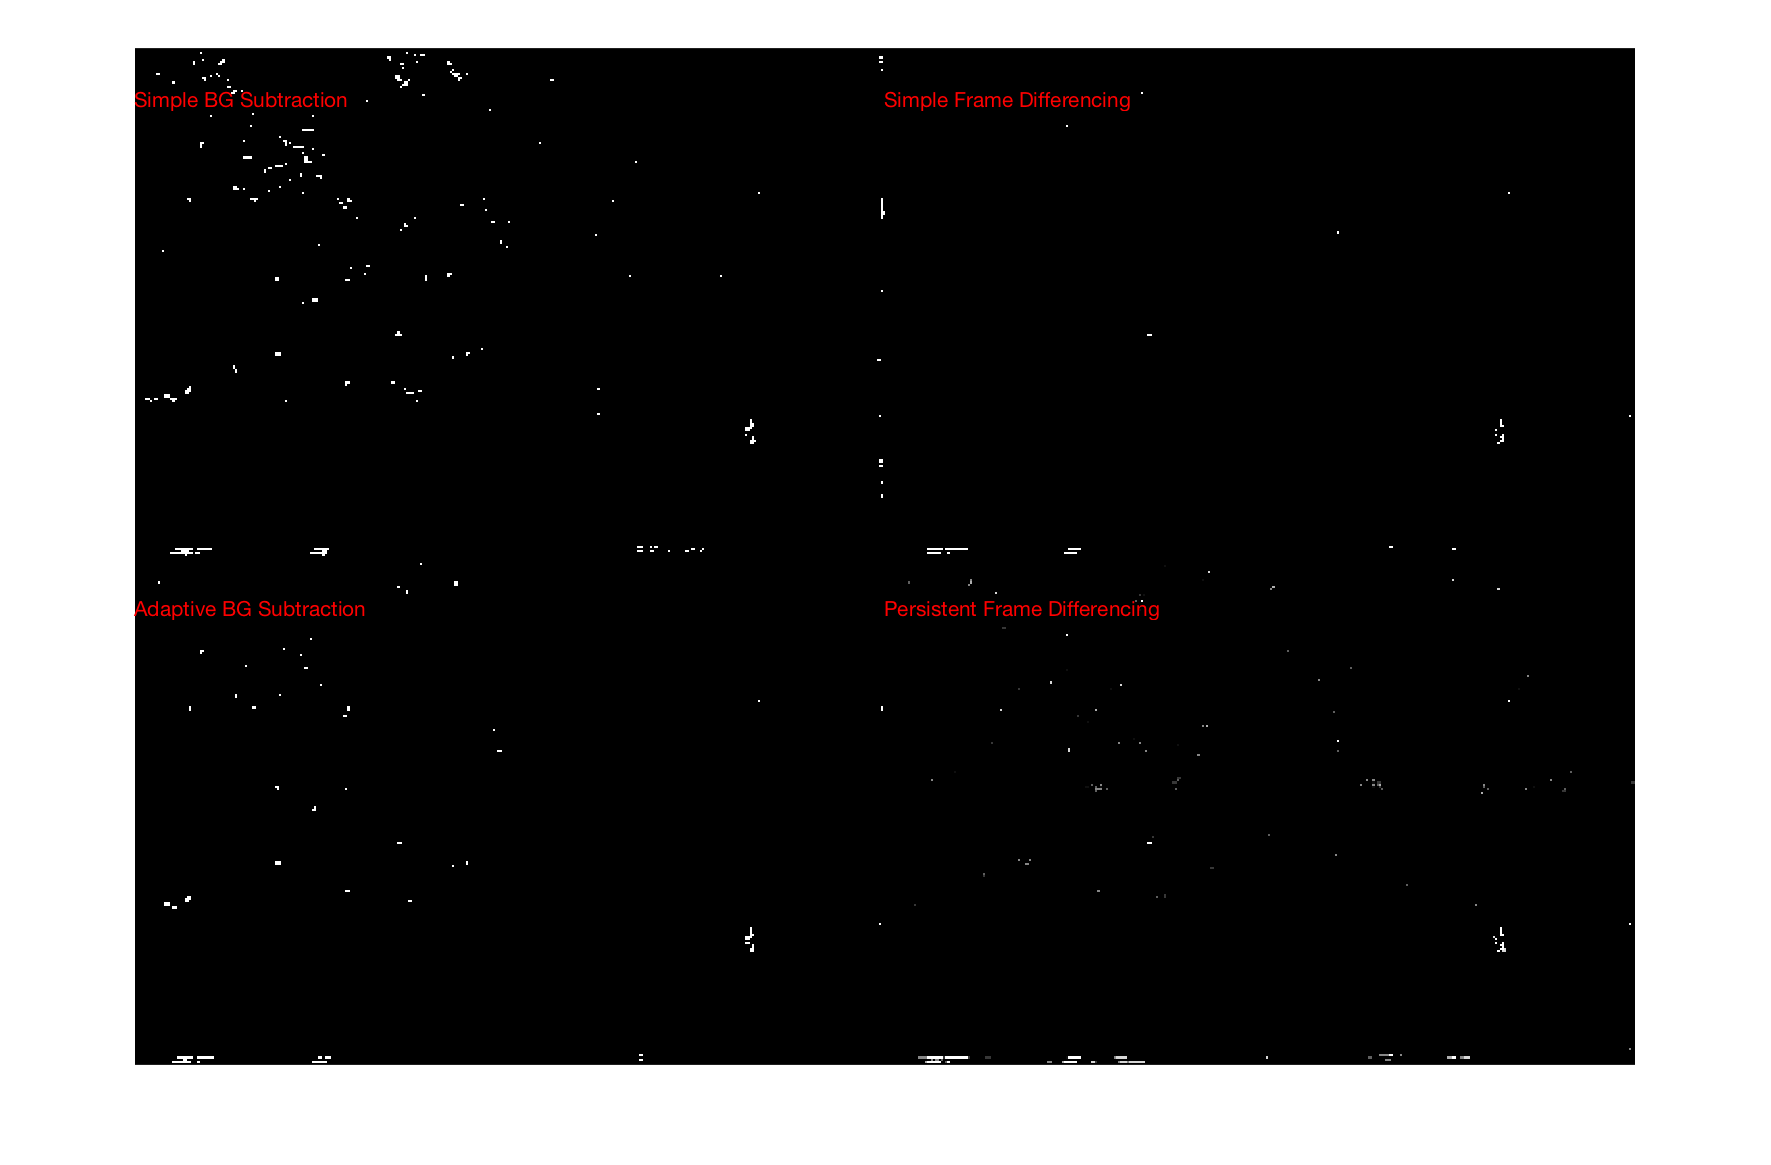 Simple BG Subtraction
Simple Frame Differencing
Adaptive BG Subtraction
Persistent Frame Differencing